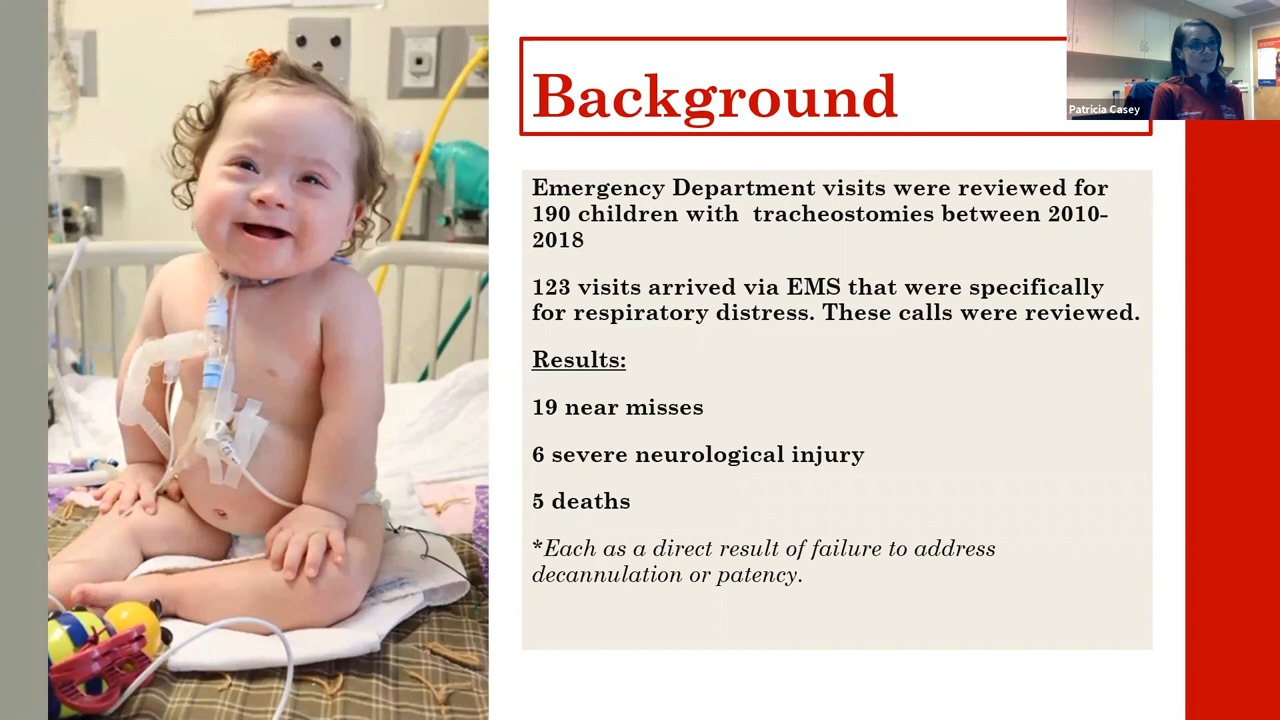 Background
Patricia Casey
Emergency Department visits were reviewed for
190 children with tracheostomies between 2010-
2018
123 visits arrived via EMS that were specifically
for respiratory distress. These calls were reviewed.
Results:
19 near misses
6 severe neurological injury
5 deaths
*Each as a direct result of failure to address
decannulation or patency.